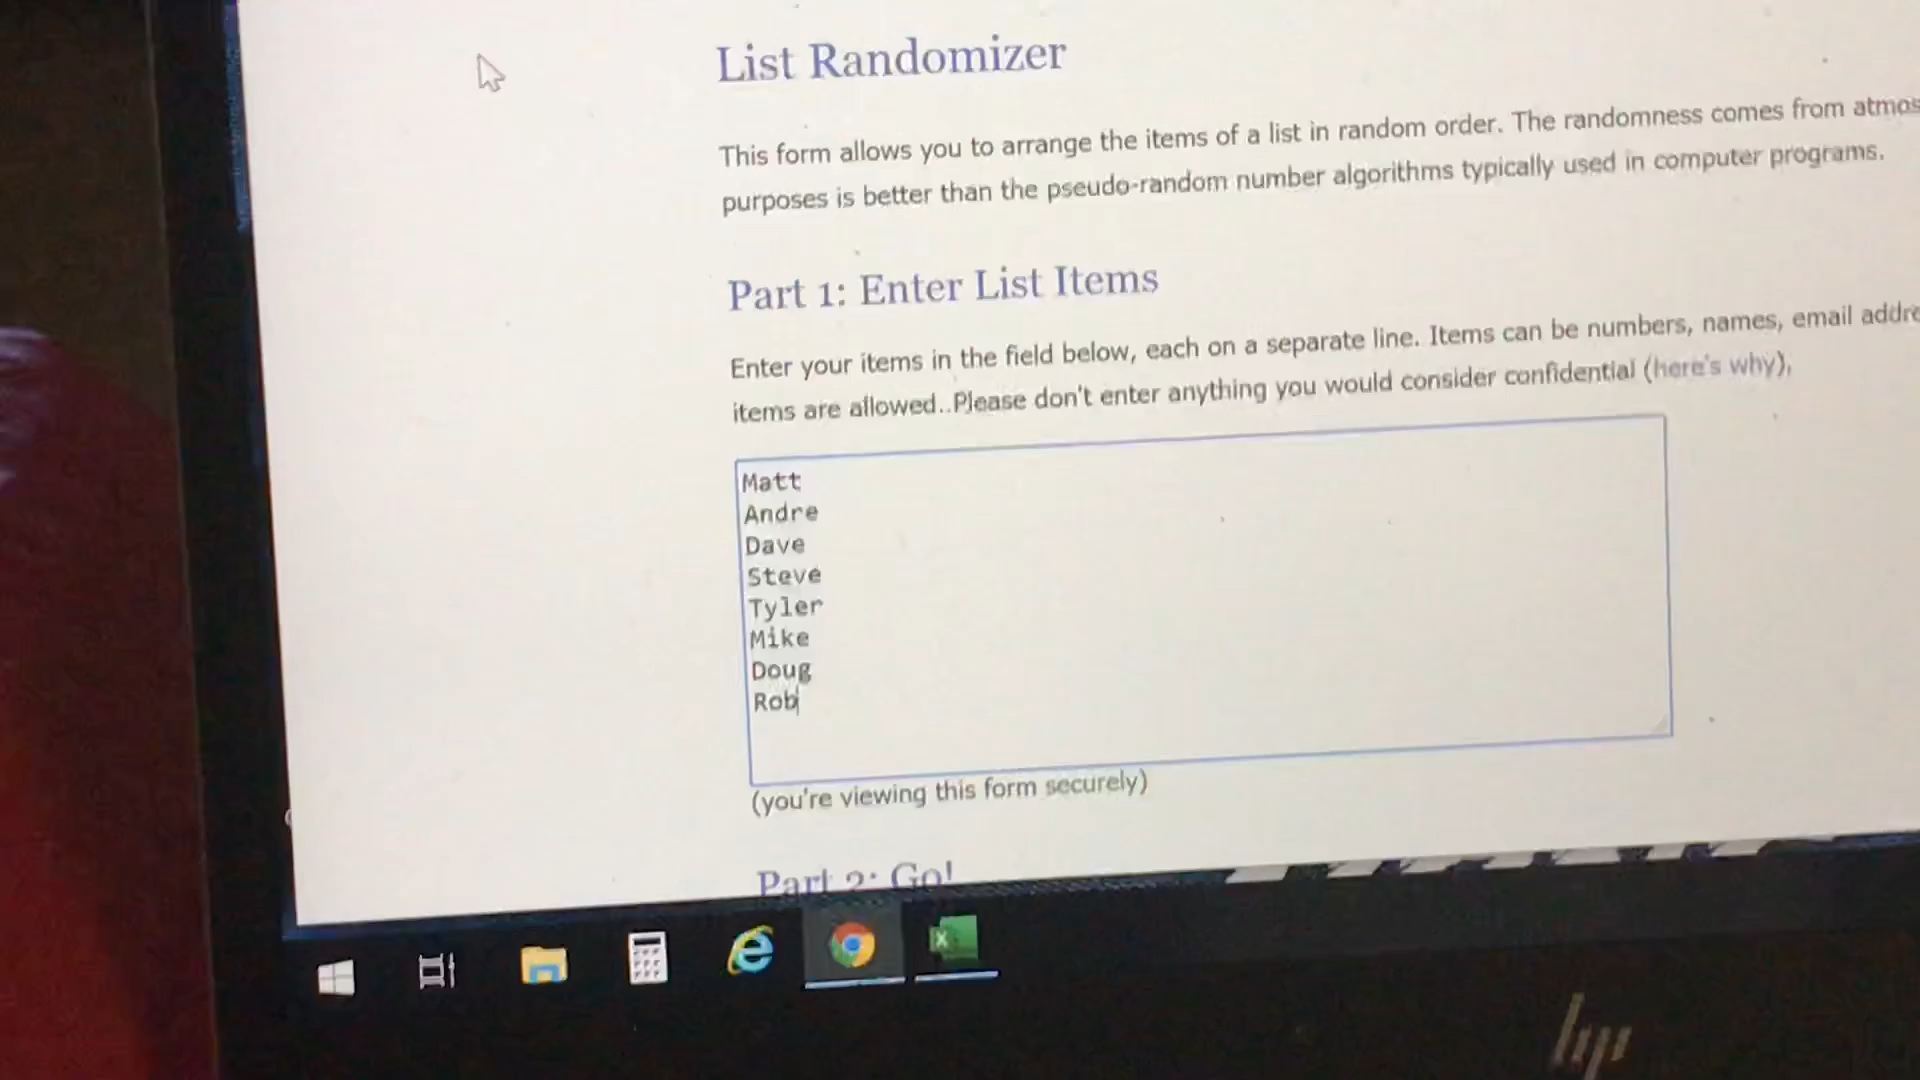 List Randomizer
This form allows you to arrange the items of a list in random order. The randomness comes from atmos
purposes is better than the pseudo-random number algorithms typically used in computer programs.
Part 1: Enter List Items
Enter your items in the field below, each on a separate line. Items can be numbers, names, email addre
items are allowed. Please don't enter anything you would consider confidential (here's why).
Matt
Andre
Dave
Steve
Tyler
Mike
Doug
Rob
(you're viewing this form securely)
Part 2: Go!
hp